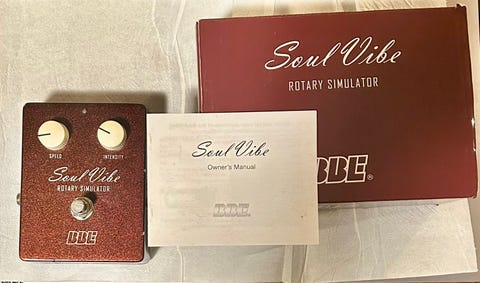 Soul Vibe
ROTARY SIMULATOR
BBE®
SPEED
INTENSITY
Soul Vibe
ROTARY SIMULATOR
BBE
Soul Vibe
Owner's Manual
BBE